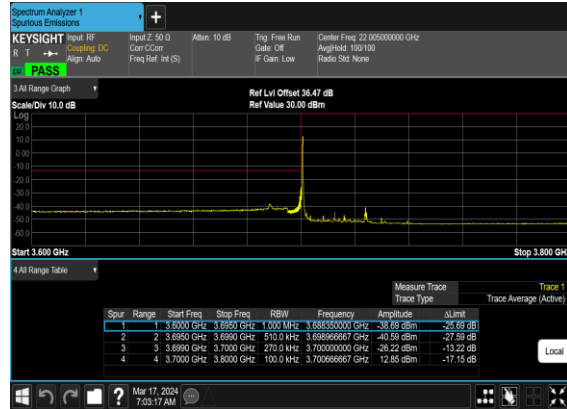 Spectrum Analyzer 1
Spurious Emissions
+
KEYSIGHT Input: RF Input Z: 50 Ω Atten: 10 dB Trig: Free Run Center Freq: 22.005000000 GHz
R T Coupling: DC Corr CCorr Gate: Off Avg|Hold: 100/100
Align: Auto Freq Ref: Int (S) IF Gain: Low Radio Std: None
PASS
3 All Range Graph Ref Lvl Offset 36.47 dB
Scale/Div 10.0 dB Ref Value 30.00 dBm
Log
20.0
10.0
0.00
-10.0
-20.0
-30.0
-40.0
-50.0
-60.0
Start 3.600 GHz Stop 3.800 GH
4 All Range Table
Measure Trace Trace 1
Trace Type Trace Average (Active)
Spur Range Start Freq Stop Freq RBW Frequency Amplitude ΔLimit
1 1 3.6000 GHz 3.6950 GHz 1.000 MHz 3.688350000 GHz -38.69 dBm -25.69 dB
2 2 3.6950 GHz 3.6990 GHz 510.0 kHz 3.698966667 GHz -40.59 dBm -27.59 dB
3 3 3.6990 GHz 3.7000 GHz 270.0 kHz 3.700000000 GHz -26.22 dBm -13.22 dB
4 4 3.7000 GHz 3.8000 GHz 100.0 kHz 3.700666667 GHz 12.85 dBm -17.15 dB
Local
? Mar 17, 2024
7:03:17 AM